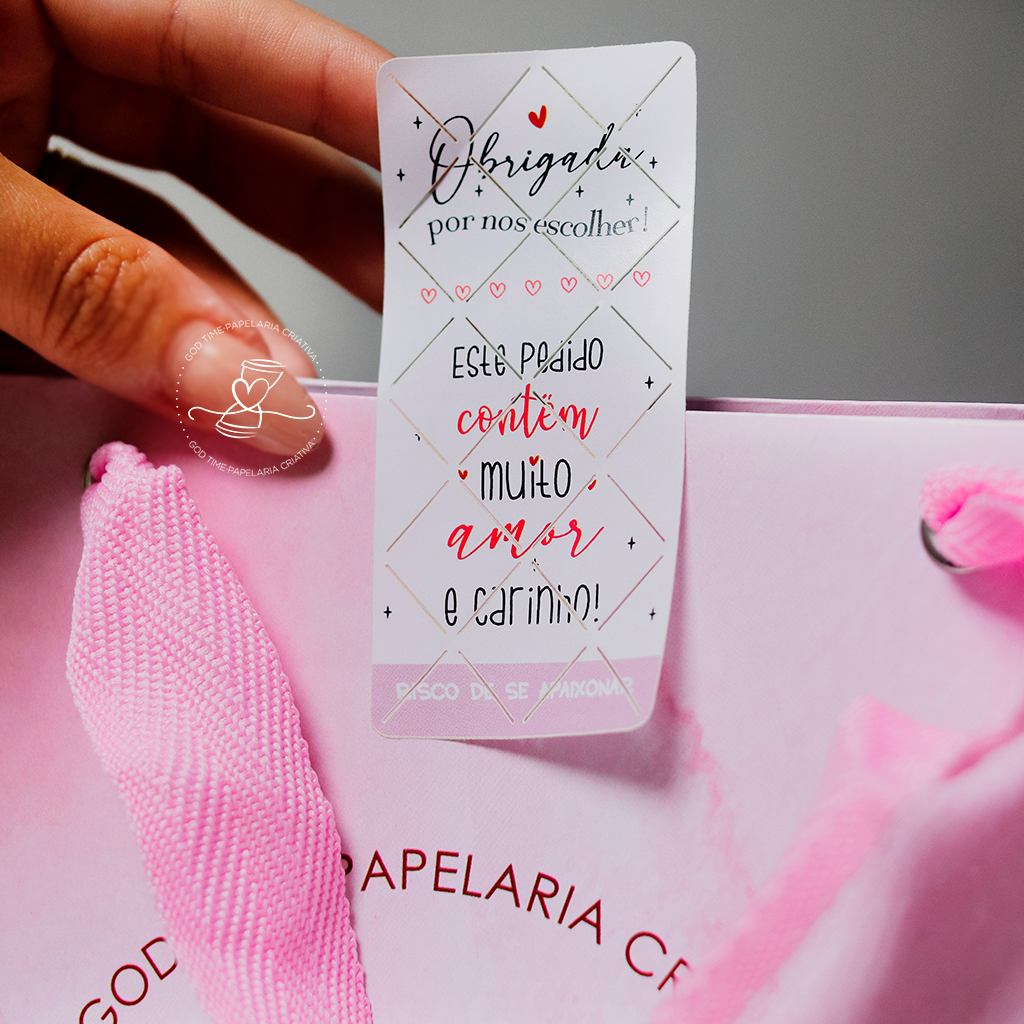 Obrigada
por nos escolher!
Este pedido
contém
muito
amor
e carinho!
RISCO DE SE APAIXONAR
GOD TIME-PAPELARIA CRIATIVA
GOD TIME-PAPELARIA CRIATIVA
GOD PAPELARIA